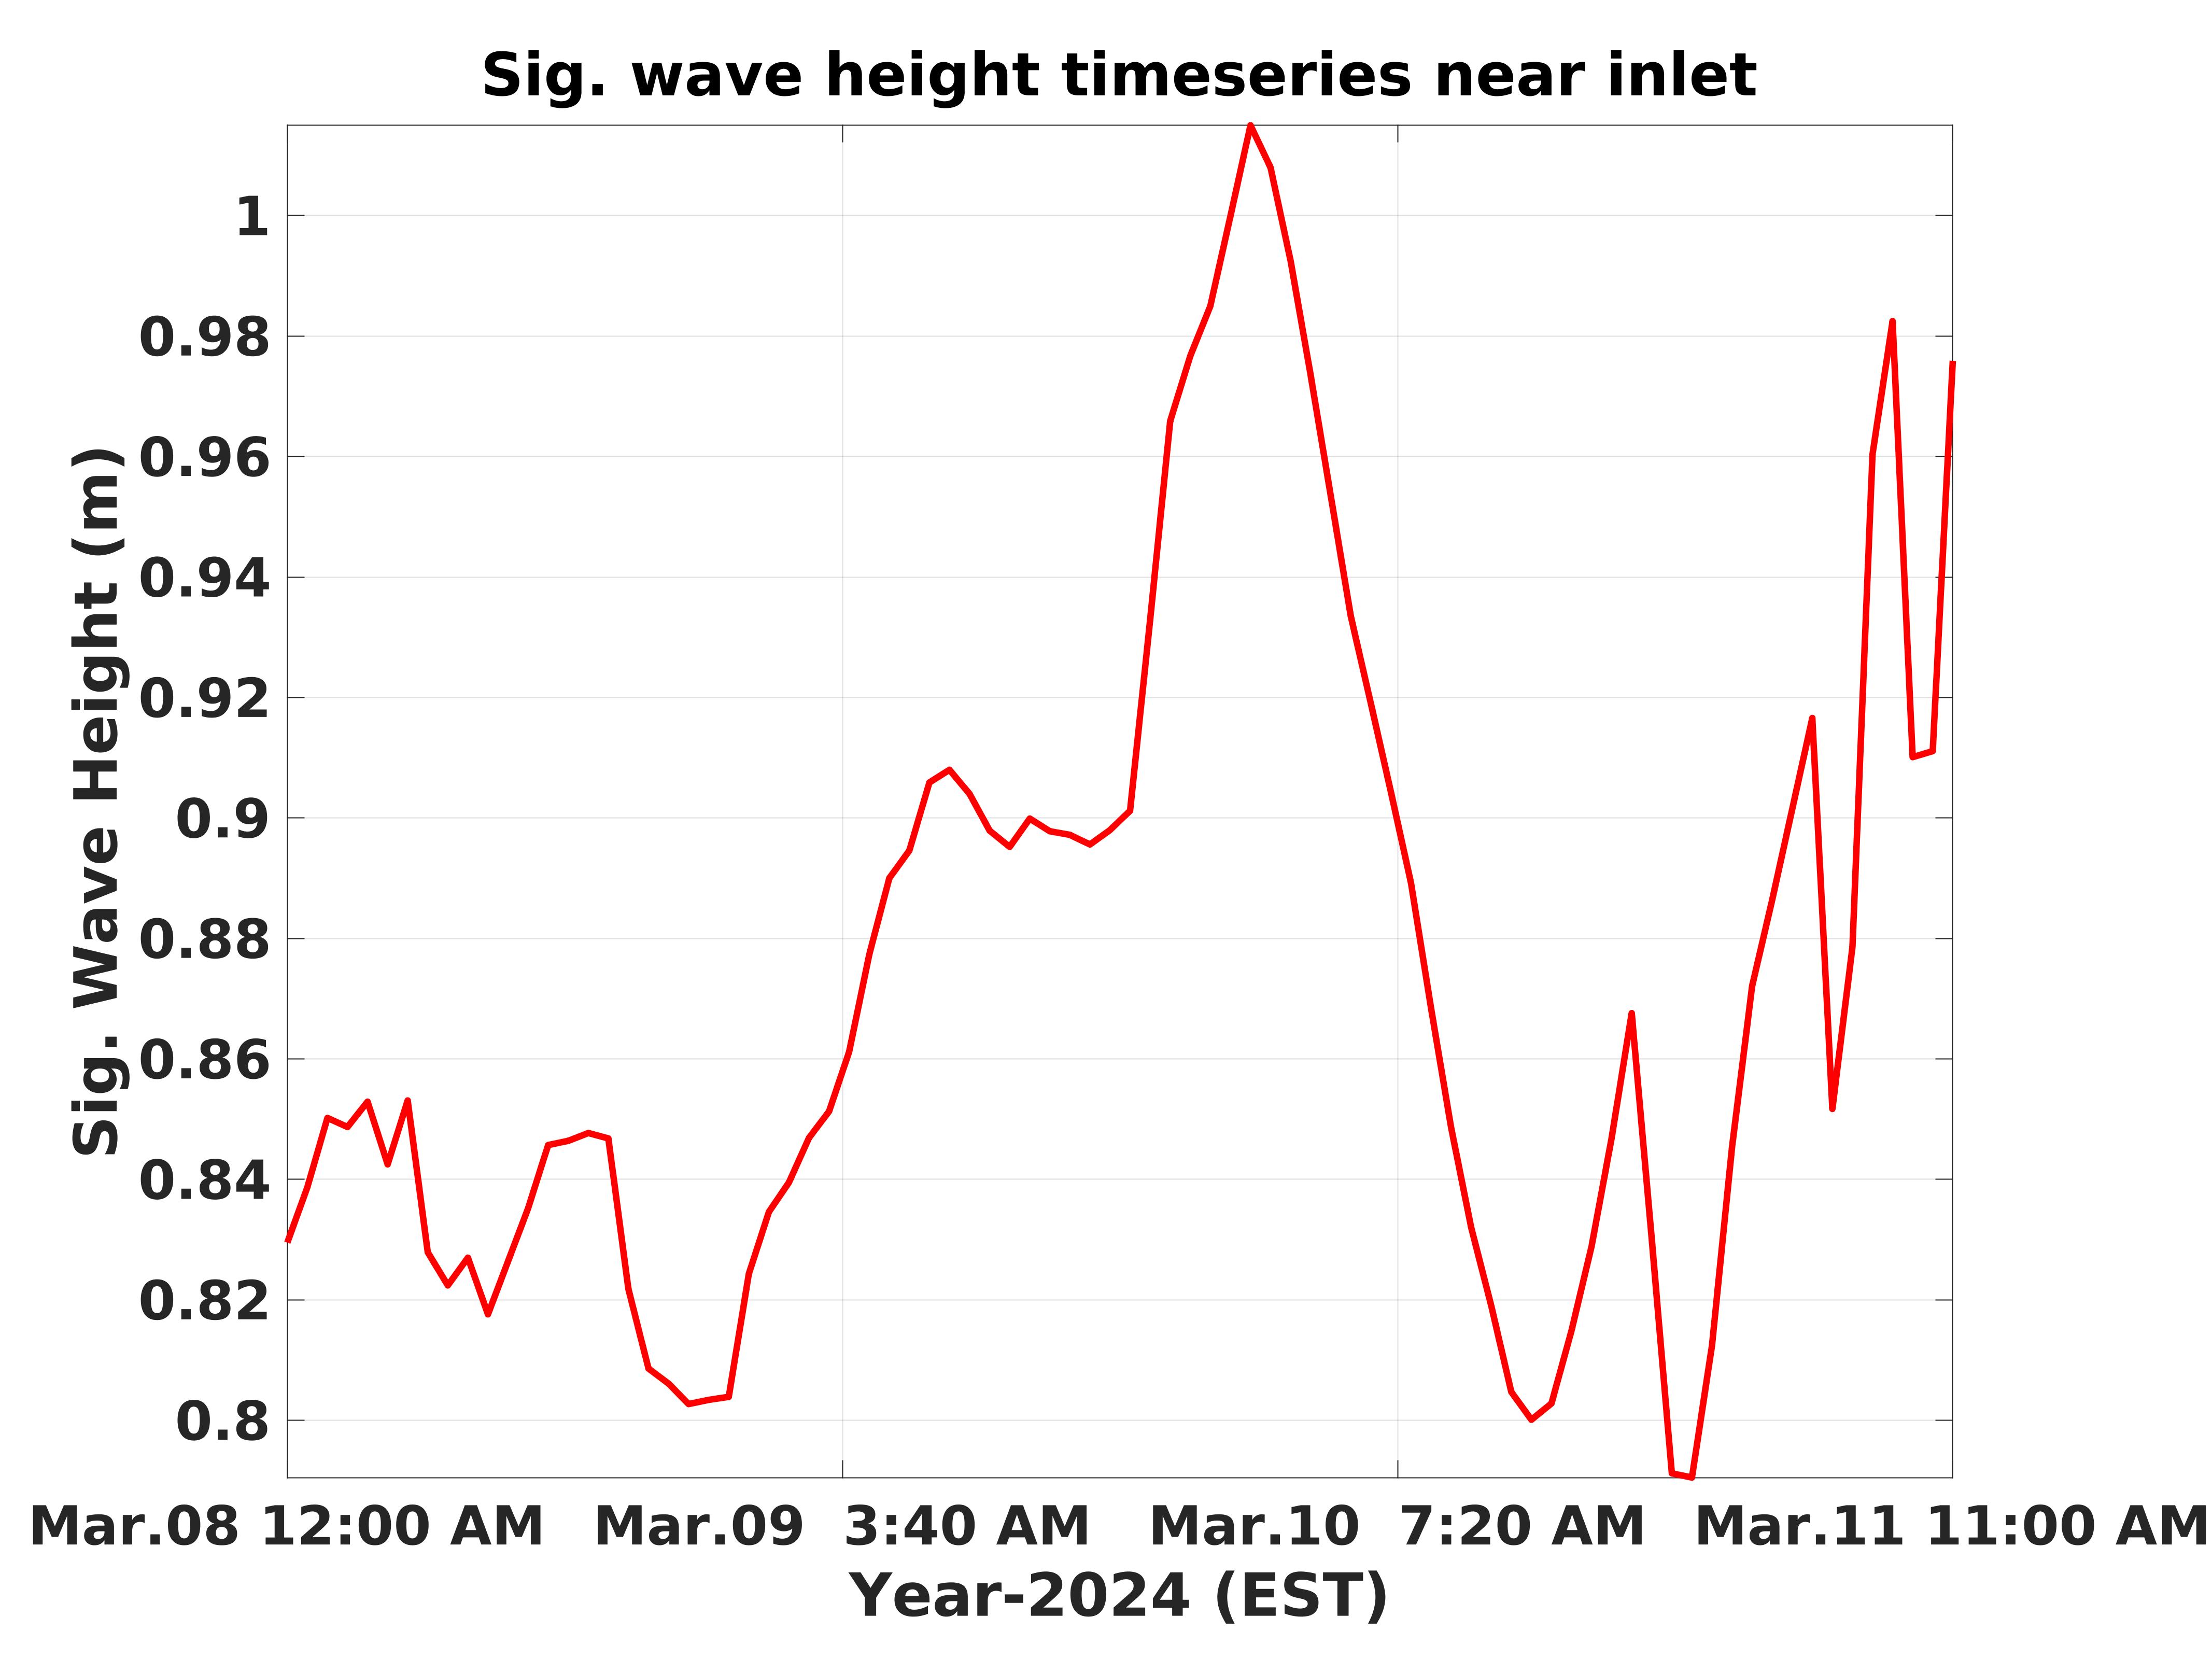 Sig. wave height timeseries near inlet
1
0.98
0.96
0.94
0.92
0.9
0.88
0.86
0.84
0.82
0.8
Sig. Wave Height (m)
Mar.08 12:00 AM Mar.09 3:40 AM Mar.10 7:20 AM Mar.11 11:00 AM
Year-2024 (EST)